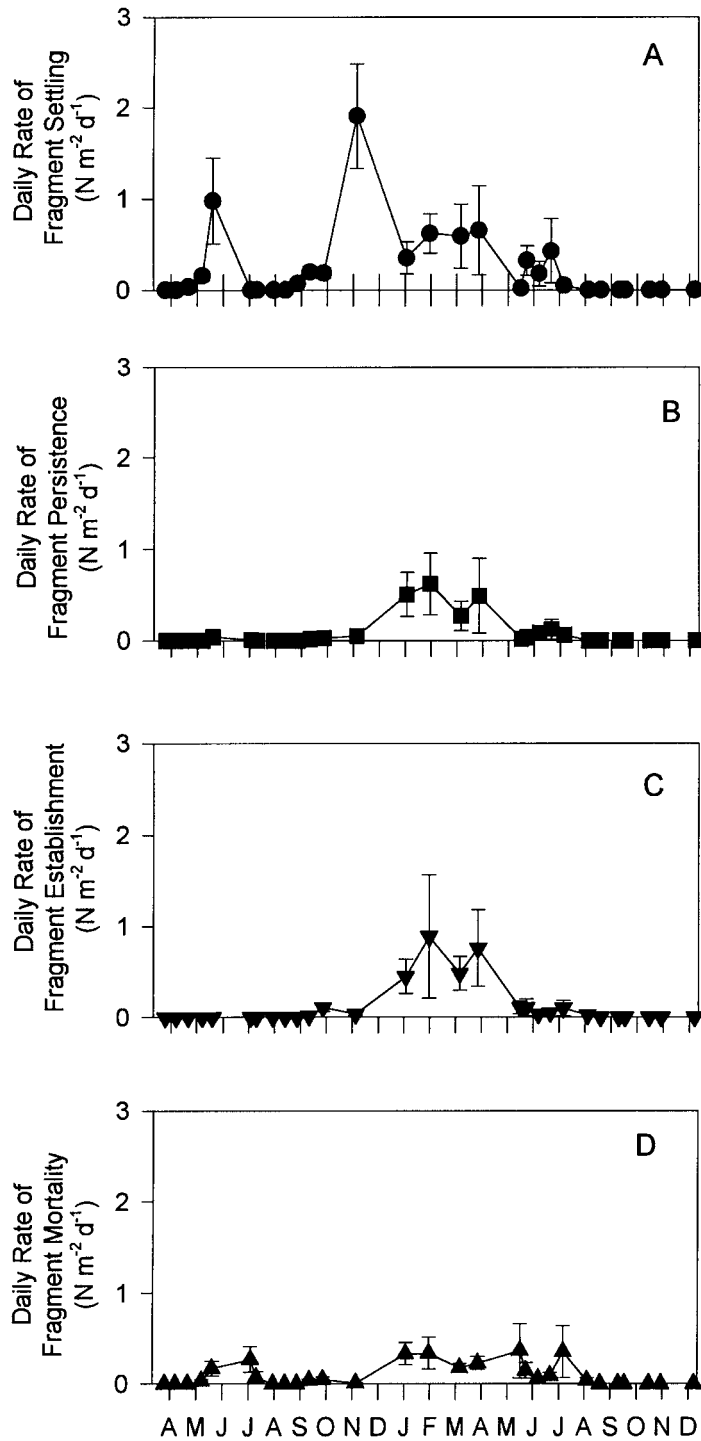 A
Daily Rate of
Fragment Settling
(N m⁻² d⁻¹)
3
2
1
0
B
Daily Rate of
Fragment Persistence
(N m⁻² d⁻¹)
3
2
1
0
C
Daily Rate of
Fragment Establishment
(N m⁻² d⁻¹)
3
2
1
0
D
Daily Rate of
Fragment Mortality
(N m⁻² d⁻¹)
3
2
1
0
A M J J A S O N D J F M A M J J A S O N D